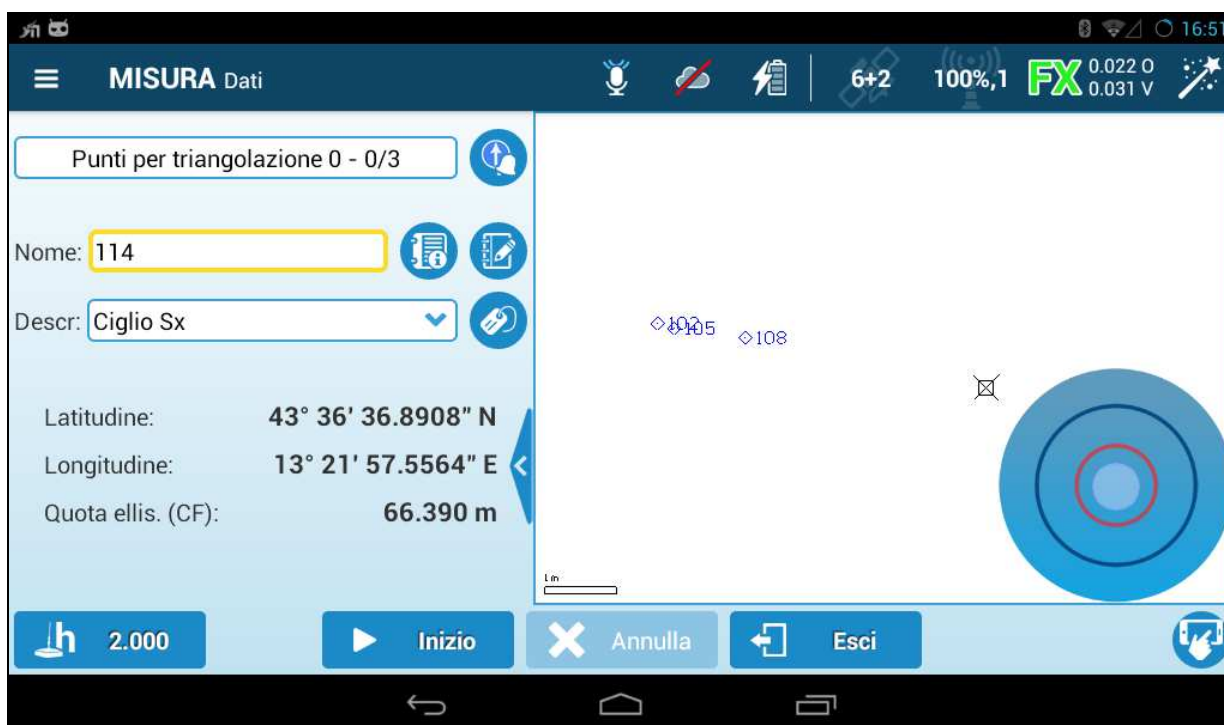 16:51
MISURA Dati
6+2
100%,1
FX
0.022 O
0.031 V
Punti per triangolazione 0 - 0/3
Nome: 114
Descr: Ciglio Sx
102
105
108
Latitudine: 43° 36' 36.8908" N
Longitudine: 13° 21' 57.5564" E
Quota ellis. (CF): 66.390 m
1m
h 2.000
Inizio
Annulla
Esci